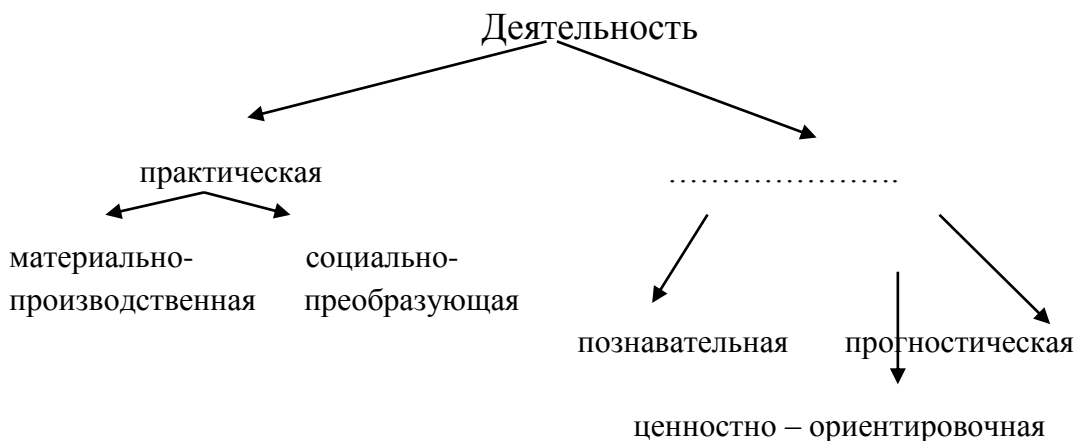 Деятельность
практическая
………………….
материально-
производственная
социально-
преобразующая
познавательная
прогностическая
ценностно – ориентировочная